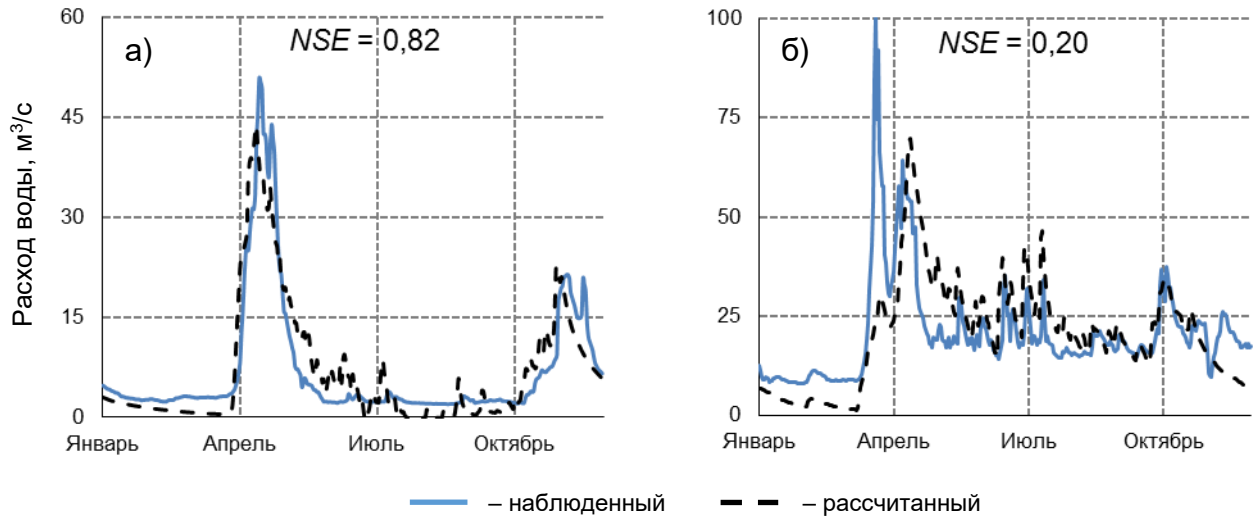 а)
NSE = 0,82
60
45
30
15
0
Расход воды, м³/с
Январь Апрель Июль Октябрь
б)
NSE = 0,20
100
75
50
25
0
Январь Апрель Июль Октябрь
– наблюденный – рассчитанный